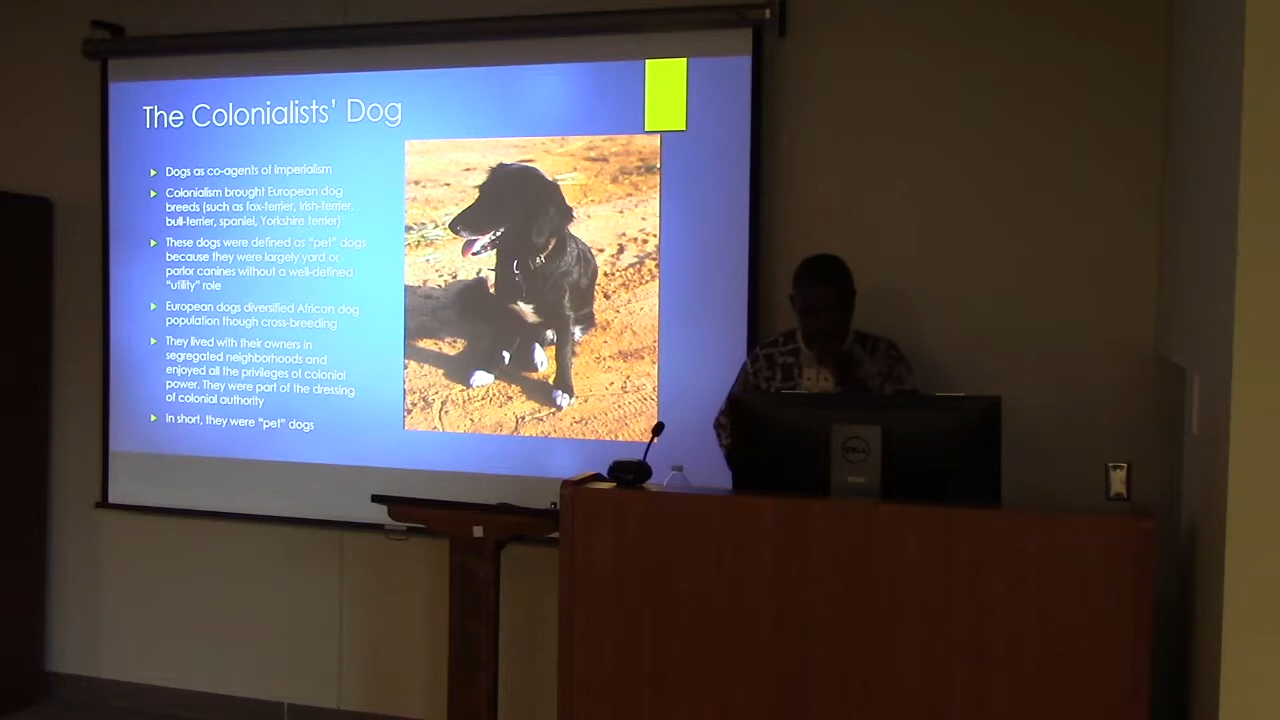 The Colonialists' Dog
Dogs as co-agents of imperialism
Colonialism brought European dog
breeds (such as fox-terrier, Irish-terrier,
bull-terrier, spaniel, Yorkshire terrier)
These dogs were defined as “pet” dogs
because they were largely yard or
parlor canines without a well-defined
“utility” role
European dogs diversified African dog
population though cross-breeding
They lived with their owners in
segregated neighborhoods and
enjoyed all the privileges of colonial
power. They were part of the dressing
of colonial authority
In short, they were “pet” dogs
DELL